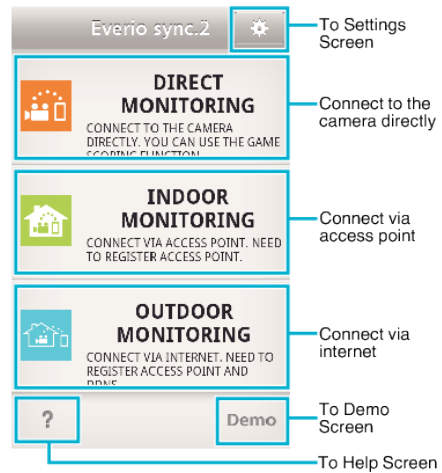 Everio sync.2
To Settings
Screen
DIRECT
MONITORING
CONNECT TO THE CAMERA
DIRECTLY. YOU CAN USE THE GAME
SCORING FUNCTION
Connect to the
camera directly
INDOOR
MONITORING
CONNECT VIA ACCESS POINT. NEED
TO REGISTER ACCESS POINT.
Connect via
access point
OUTDOOR
MONITORING
CONNECT VIA INTERNET. NEED TO
REGISTER ACCESS POINT AND
DDNS
Connect via
internet
?
Demo
To Demo
Screen
To Help Screen